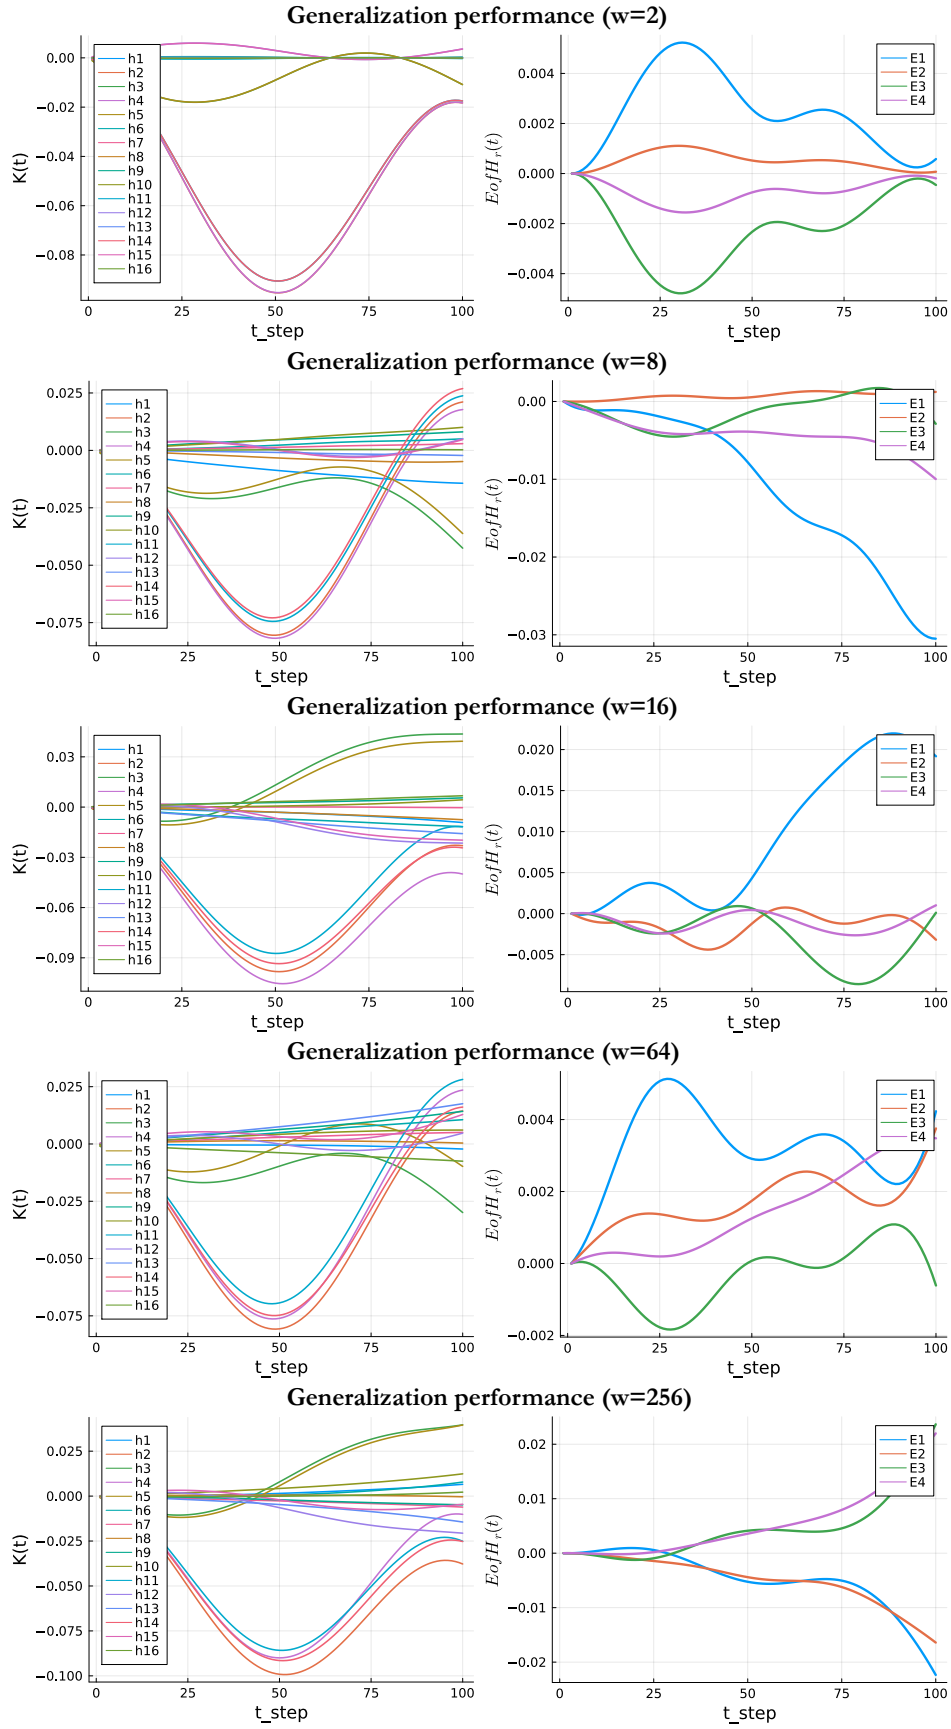 Generalization performance (w=2)
K(t)
0.00
−0.02
−0.04
−0.06
−0.08
h1
h2
h3
h4
h5
h6
h7
h8
h9
h10
h11
h12
h13
h14
h15
h16
0
25
50
75
100
t_step
EofH_r(t)
0.004
0.002
0.000
−0.002
−0.004
E1
E2
E3
E4
0
25
50
75
100
t_step
Generalization performance (w=8)
K(t)
0.025
0.000
−0.025
−0.050
−0.075
h1
h2
h3
h4
h5
h6
h7
h8
h9
h10
h11
h12
h13
h14
h15
h16
0
25
50
75
100
t_step
EofH_r(t)
0.00
−0.01
−0.02
−0.03
E1
E2
E3
E4
0
25
50
75
100
t_step
Generalization performance (w=16)
K(t)
0.03
0.00
−0.03
−0.06
−0.09
h1
h2
h3
h4
h5
h6
h7
h8
h9
h10
h11
h12
h13
h14
h15
h16
0
25
50
75
100
t_step
EofH_r(t)
0.020
0.015
0.010
0.005
0.000
−0.005
E1
E2
E3
E4
0
25
50
75
100
t_step
Generalization performance (w=64)
K(t)
0.025
0.000
−0.025
−0.050
−0.075
h1
h2
h3
h4
h5
h6
h7
h8
h9
h10
h11
h12
h13
h14
h15
h16
0
25
50
75
100
t_step
EofH_r(t)
0.004
0.002
0.000
−0.002
E1
E2
E3
E4
0
25
50
75
100
t_step
Generalization performance (w=256)
K(t)
0.025
0.000
−0.025
−0.050
−0.075
−0.100
h1
h2
h3
h4
h5
h6
h7
h8
h9
h10
h11
h12
h13
h14
h15
h16
0
25
50
75
100
t_step
EofH_r(t)
0.02
0.01
0.00
−0.01
−0.02
E1
E2
E3
E4
0
25
50
75
100
t_step